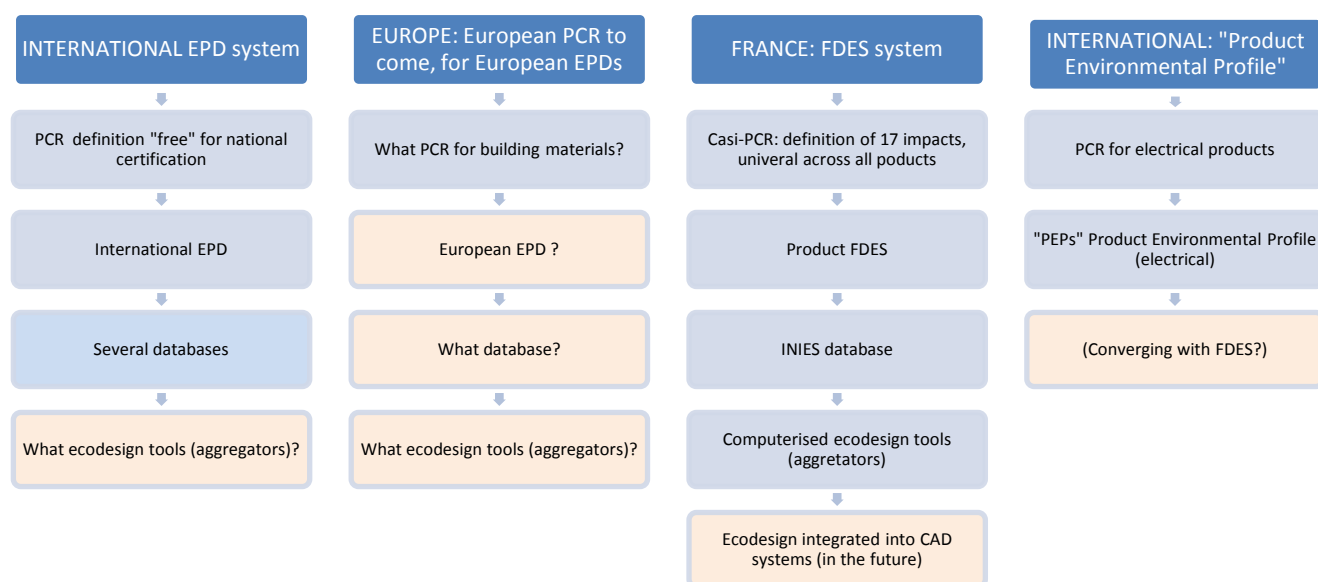 INTERNATIONAL EPD system
PCR definition "free" for national
certification
International EPD
Several databases
What ecodesign tools (aggregators)?
EUROPE: European PCR to
come, for European EPDs
What PCR for building materials?
European EPD ?
What database?
What ecodesign tools (aggregators)?
FRANCE: FDES system
Casi-PCR: definition of 17 impacts,
univeral across all poducts
Product FDES
INIES database
Computerised ecodesign tools
(aggretators)
Ecodesign integrated into CAD
systems (in the future)
INTERNATIONAL: "Product
Environmental Profile"
PCR for electrical products
"PEPs" Product Environmental Profile
(electrical)
(Converging with FDES?)